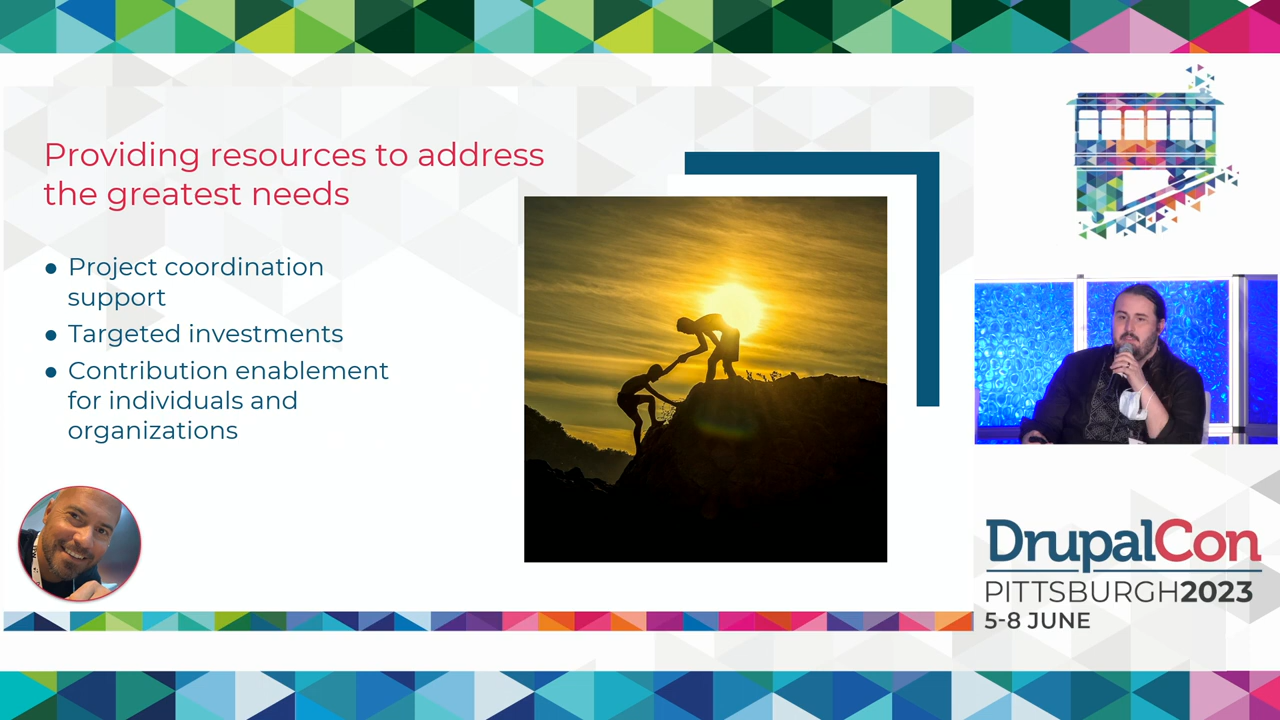 Providing resources to address
the greatest needs
● Project coordination
support
● Targeted investments
● Contribution enablement
for individuals and
organizations
DrupalCon
PITTSBURGH2023
5-8 JUNE